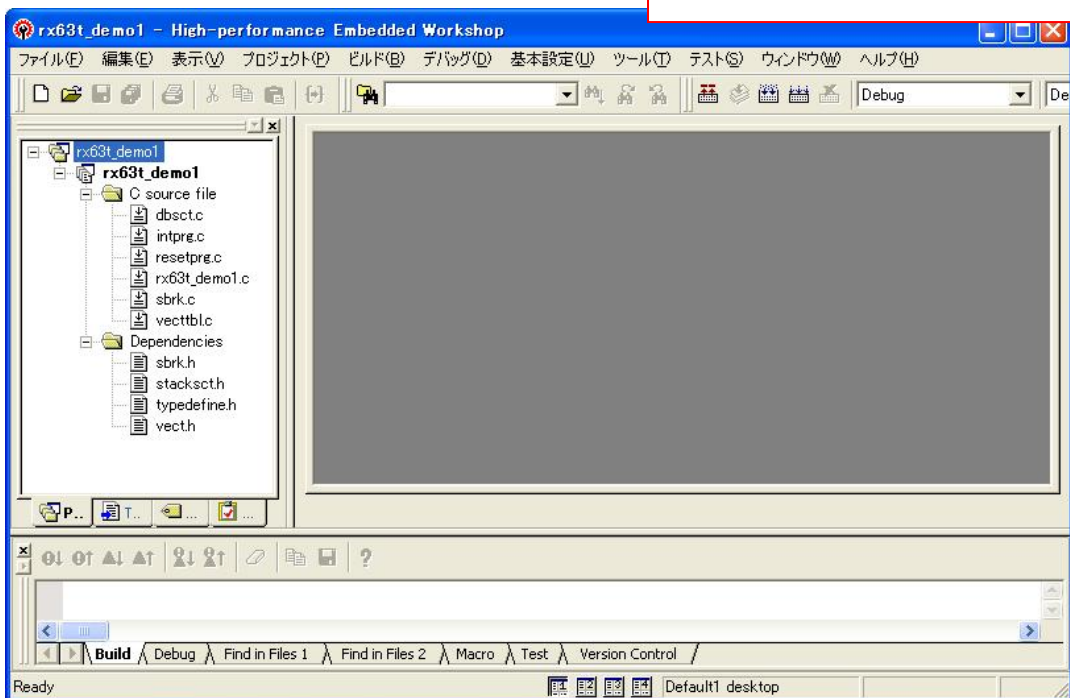 rx63t_demo1 - High-performance Embedded Workshop
ファイル(F) 編集(E) 表示(V) プロジェクト(P) ビルド(B) デバッグ(D) 基本設定(U) ツール(T) テスト(S) ウィンドウ(W) ヘルプ(H)
Debug De
rx63t_demo1
rx63t_demo1
C source file
dbsct.c
intprg.c
resetprg.c
rx63t_demo1.c
sbrk.c
vecttbl.c
Dependencies
sbrk.h
stacksct.h
typedefine.h
vect.h
P.. T.. ... ...
Build Debug Find in Files 1 Find in Files 2 Macro Test Version Control
Ready Default1 desktop